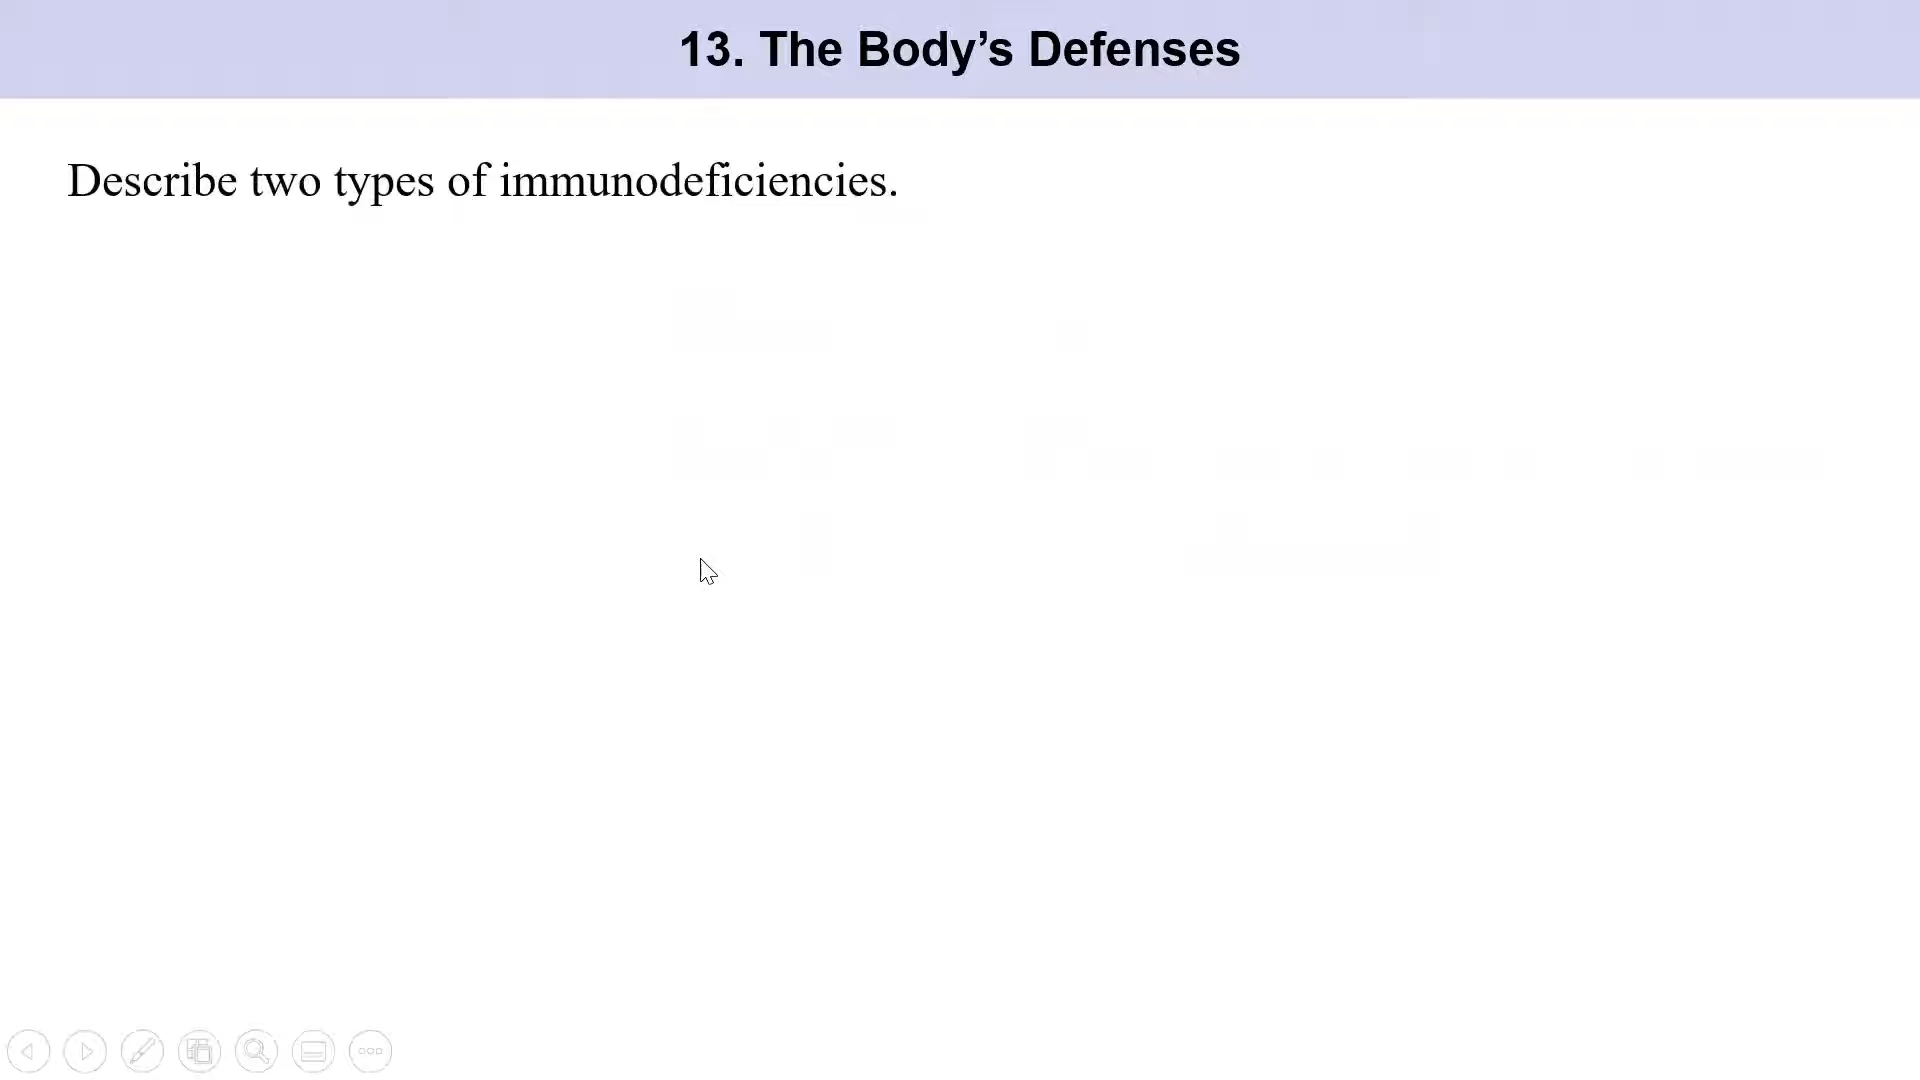 13. The Body’s Defenses
Describe two types of immunodeficiencies.